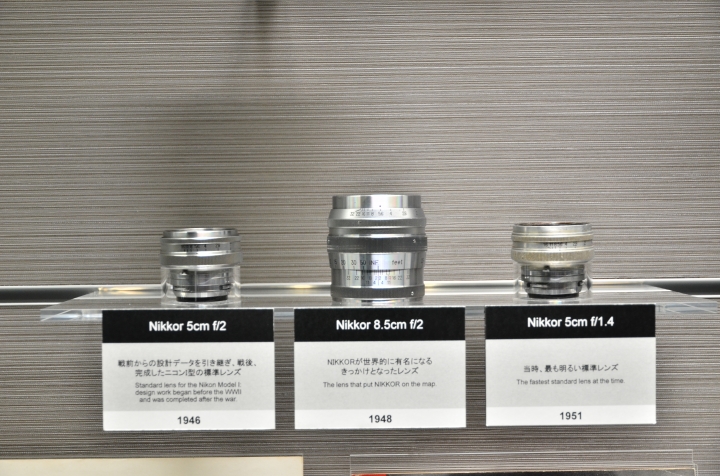 Nikkor 5cm f/2
戦前からの設計データを引き継ぎ、戦後、
完成したニコンI型の標準レンズ
Standard lens for the Nikon Model I:
design work began before the WWII
and was completed after the war.
1946
Nikkor 8.5cm f/2
NIKKORが世界的に有名になる
きっかけとなったレンズ
The lens that put NIKKOR on the map.
1948
Nikkor 5cm f/1.4
当時、最も明るい標準レンズ
The fastest standard lens at the time.
1951